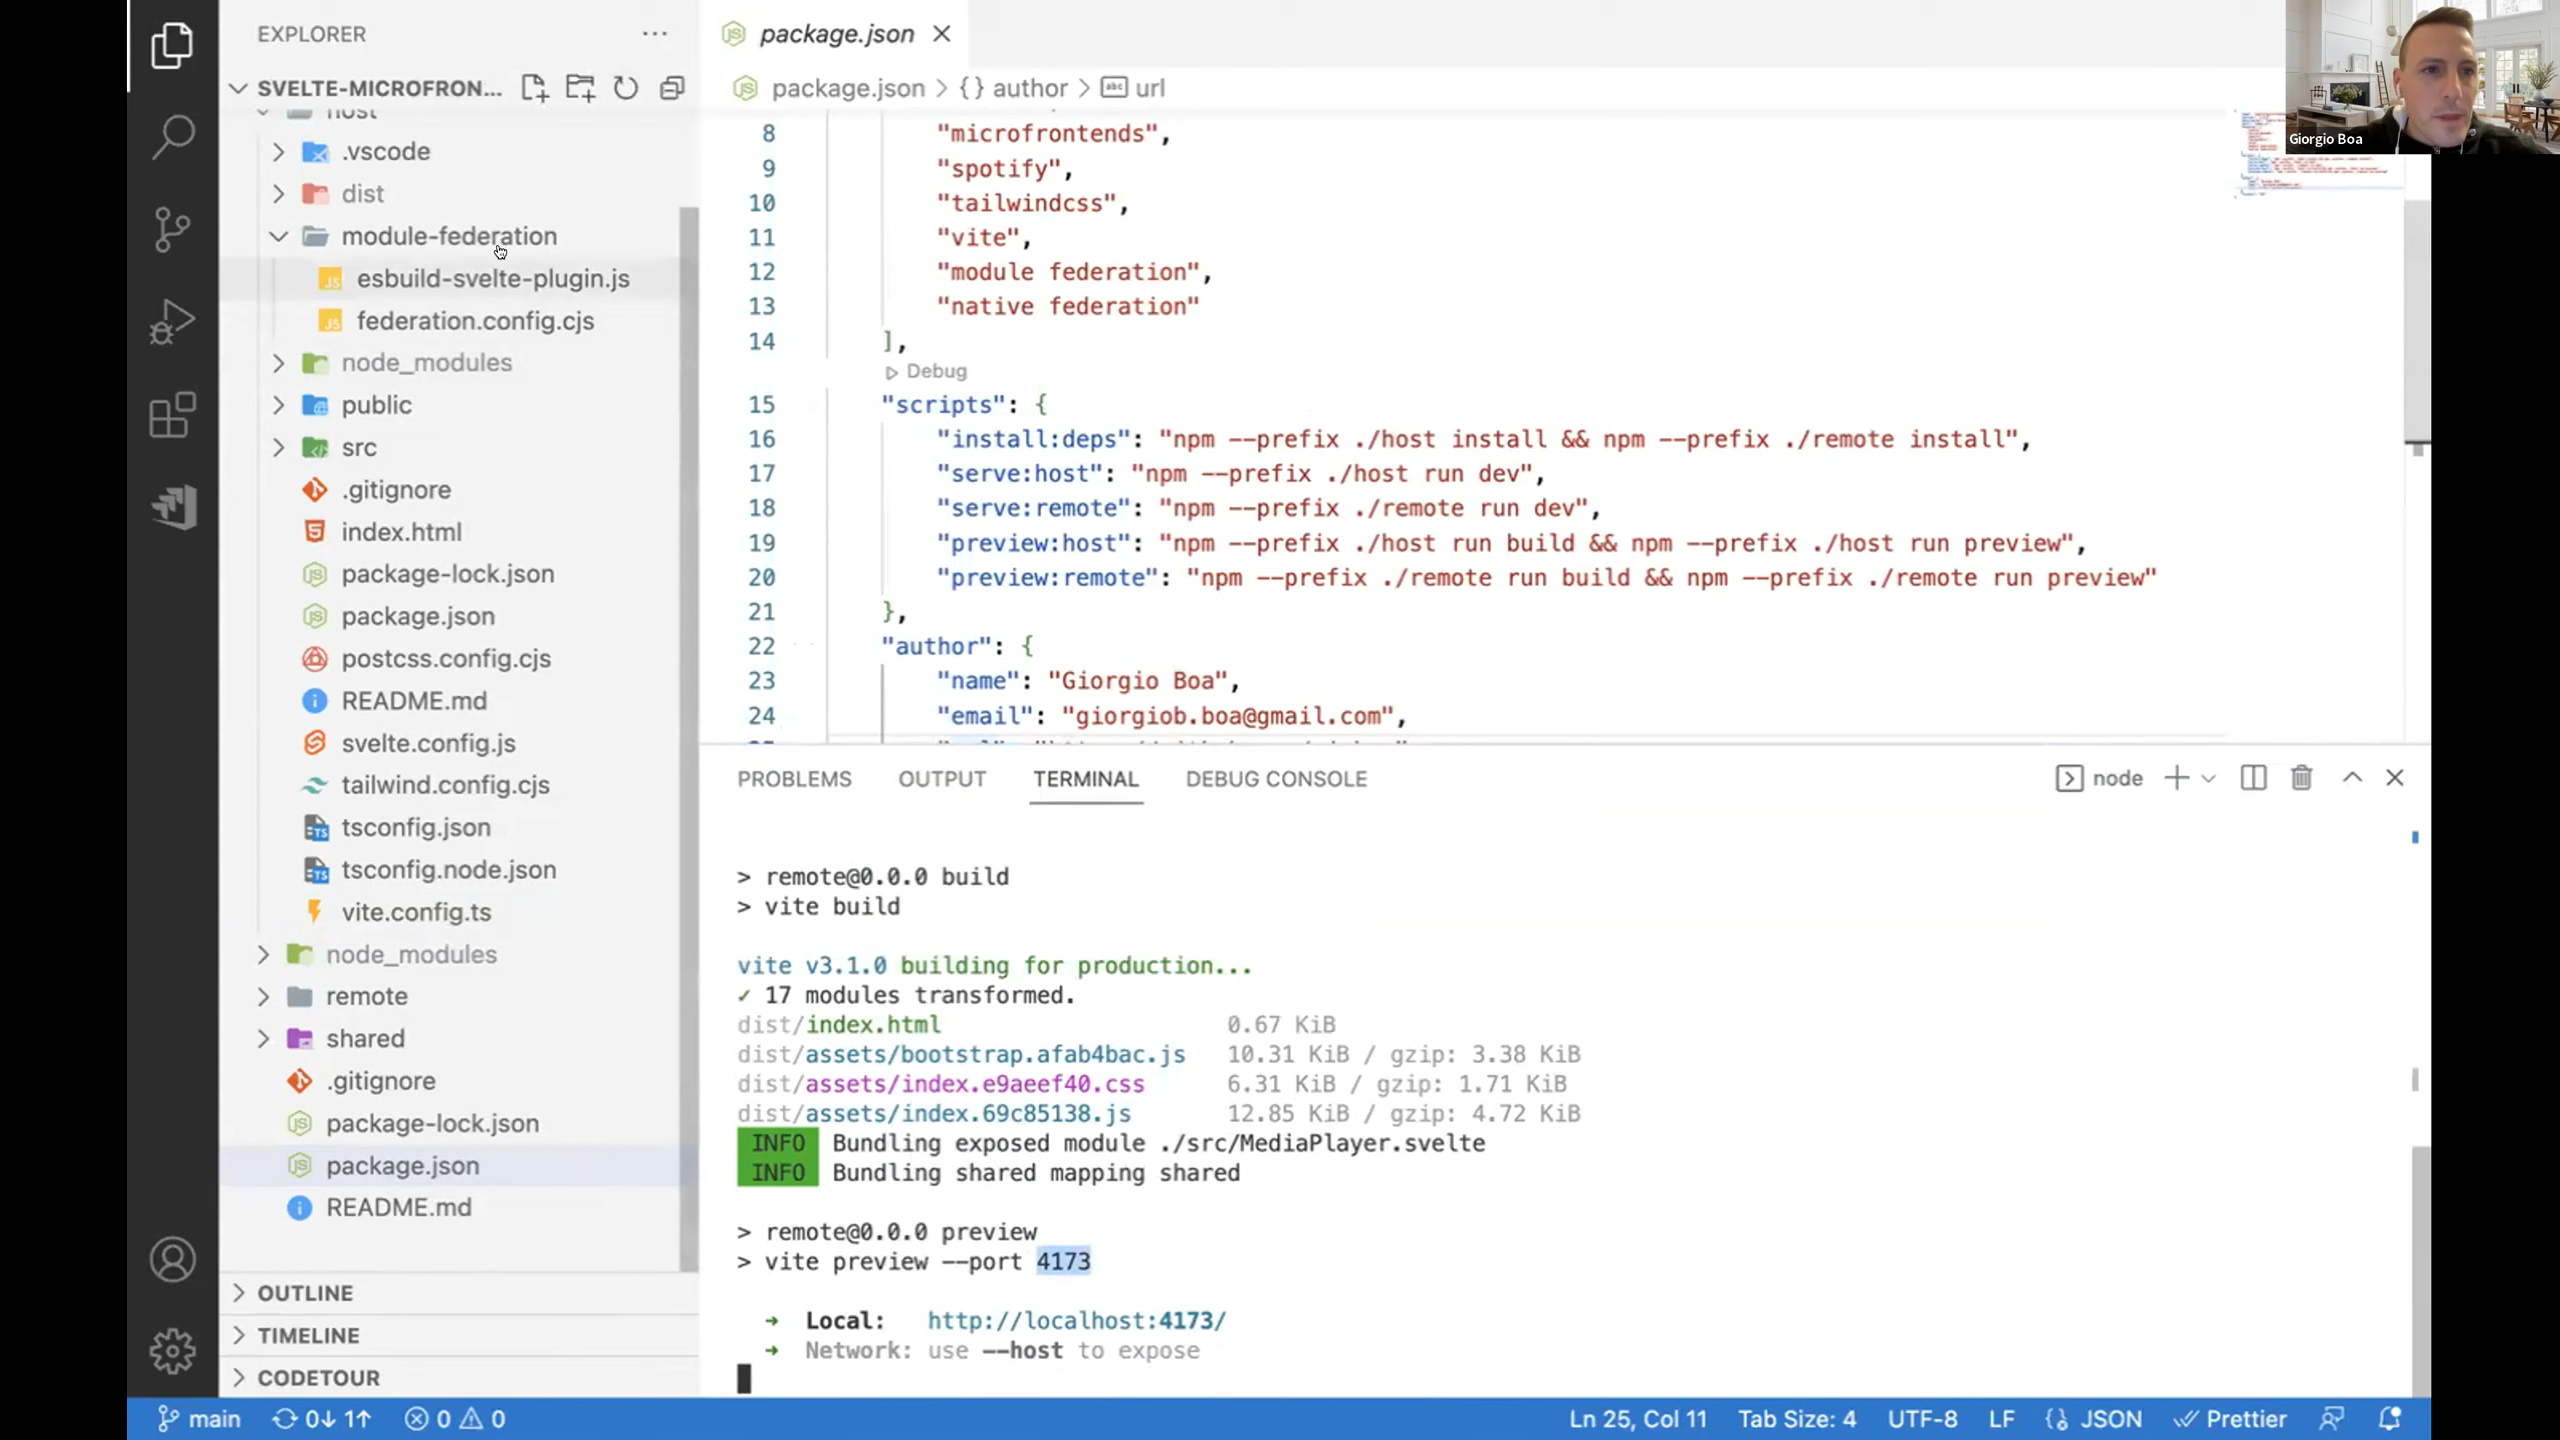 EXPLORER
SVELTE-MICROFRON...
host
.vscode
dist
module-federation
esbuild-svelte-plugin.js
federation.config.cjs
node_modules
public
src
.gitignore
index.html
package-lock.json
package.json
postcss.config.cjs
README.md
svelte.config.js
tailwind.config.cjs
tsconfig.json
tsconfig.node.json
vite.config.ts
node_modules
remote
shared
.gitignore
package-lock.json
package.json
README.md
OUTLINE
TIMELINE
CODETOUR
package.json
package.json > {} author > abc url
8 "microfrontends",
9 "spotify",
10 "tailwindcss",
11 "vite",
12 "module federation",
13 "native federation"
14 ],
Debug
15 "scripts": {
16 "install:deps": "npm --prefix ./host install && npm --prefix ./remote install",
17 "serve:host": "npm --prefix ./host run dev",
18 "serve:remote": "npm --prefix ./remote run dev",
19 "preview:host": "npm --prefix ./host run build && npm --prefix ./host run preview",
20 "preview:remote": "npm --prefix ./remote run build && npm --prefix ./remote run preview"
21 },
22 "author": {
23 "name": "Giorgio Boa",
24 "email": "giorgiob.boa@gmail.com",
Giorgio Boa
PROBLEMS OUTPUT TERMINAL DEBUG CONSOLE
node
> remote@0.0.0 build
> vite build
vite v3.1.0 building for production...
✓ 17 modules transformed.
dist/index.html 0.67 KiB
dist/assets/bootstrap.afab4bac.js 10.31 KiB / gzip: 3.38 KiB
dist/assets/index.e9aeef40.css 6.31 KiB / gzip: 1.71 KiB
dist/assets/index.69c85138.js 12.85 KiB / gzip: 4.72 KiB
INFO Bundling exposed module ./src/MediaPlayer.svelte
INFO Bundling shared mapping shared
> remote@0.0.0 preview
> vite preview --port 4173
➜ Local: http://localhost:4173/
➜ Network: use --host to expose
main 0↓ 1↑ 0 0
Ln 25, Col 11 Tab Size: 4 UTF-8 LF {} JSON Prettier